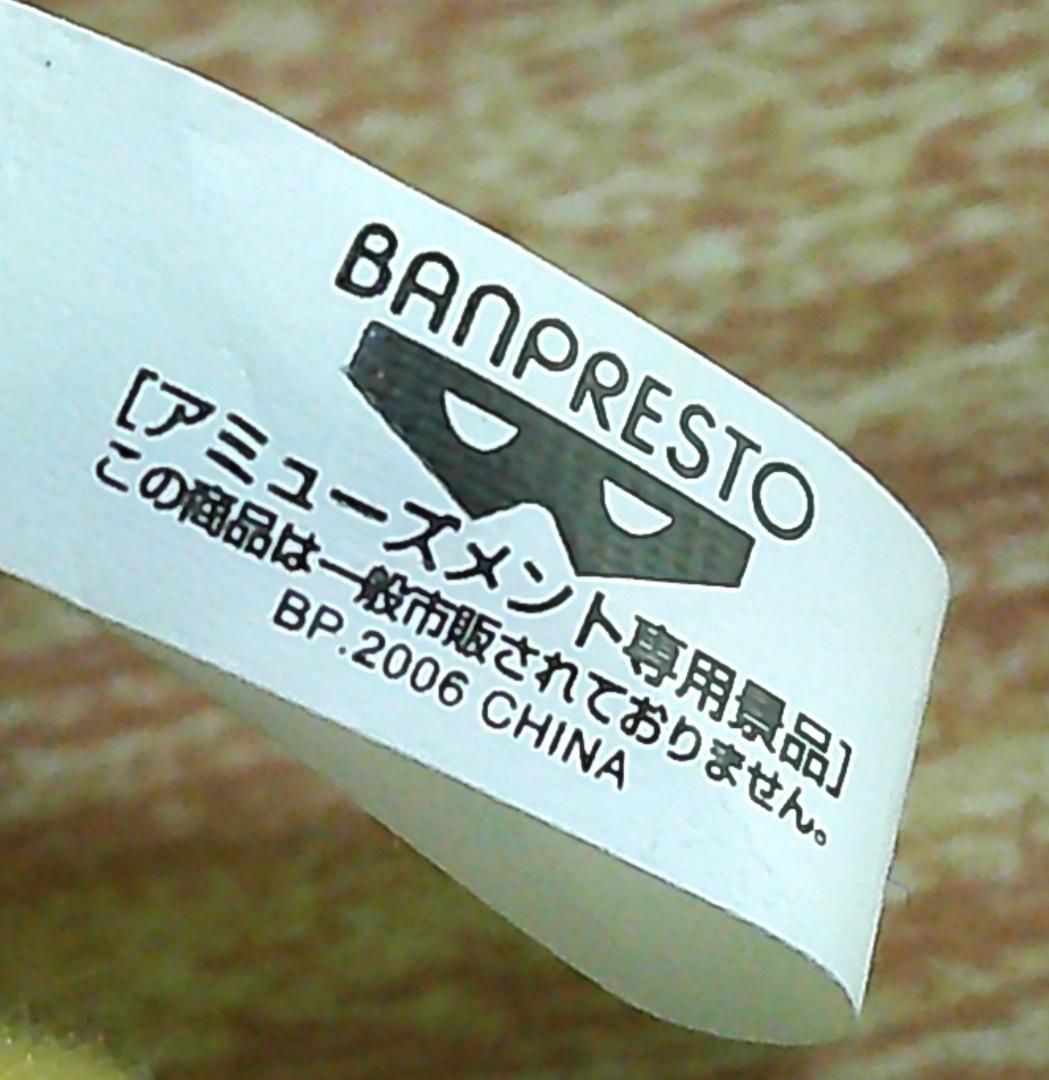 BANPRESTO
[アミューズメント専用景品]
この商品は一般市販されておりません。
BP.2006 CHINA